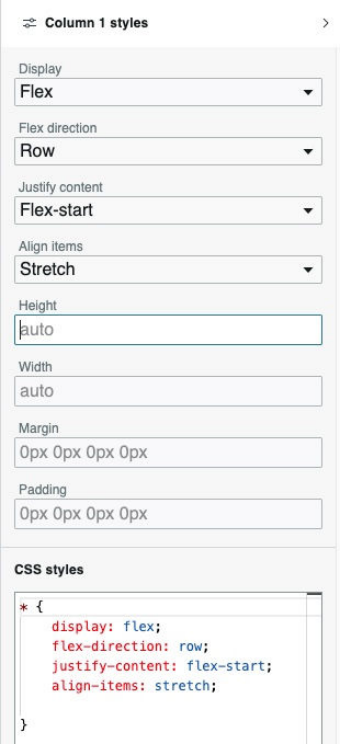 Column 1 styles
Display
Flex
Flex direction
Row
Justify content
Flex-start
Align items
Stretch
Height
auto
Width
auto
Margin
0px 0px 0px 0px
Padding
0px 0px 0px 0px
CSS styles
* {
display: flex;
flex-direction: row;
justify-content: flex-start;
align-items: stretch;
}